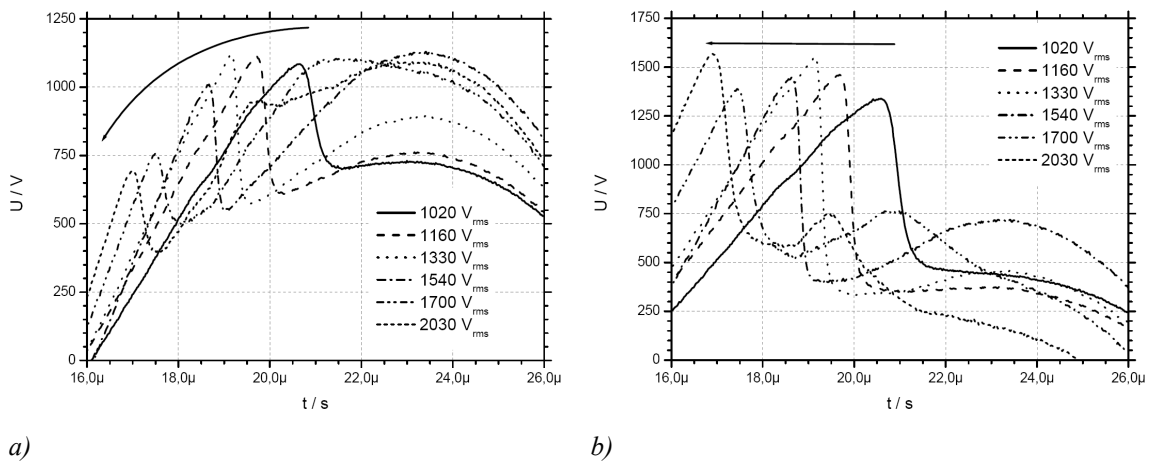 1250
1000
750
500
250
0
U / V
1020 Vrms
1160 Vrms
1330 Vrms
1540 Vrms
1700 Vrms
2030 Vrms
16,0µ 18,0µ 20,0µ 22,0µ 24,0µ 26,0µ
t / s
a)
1750
1500
1250
1000
750
500
250
0
U / V
1020 Vrms
1160 Vrms
1330 Vrms
1540 Vrms
1700 Vrms
2030 Vrms
16,0µ 18,0µ 20,0µ 22,0µ 24,0µ 26,0µ
t / s
b)